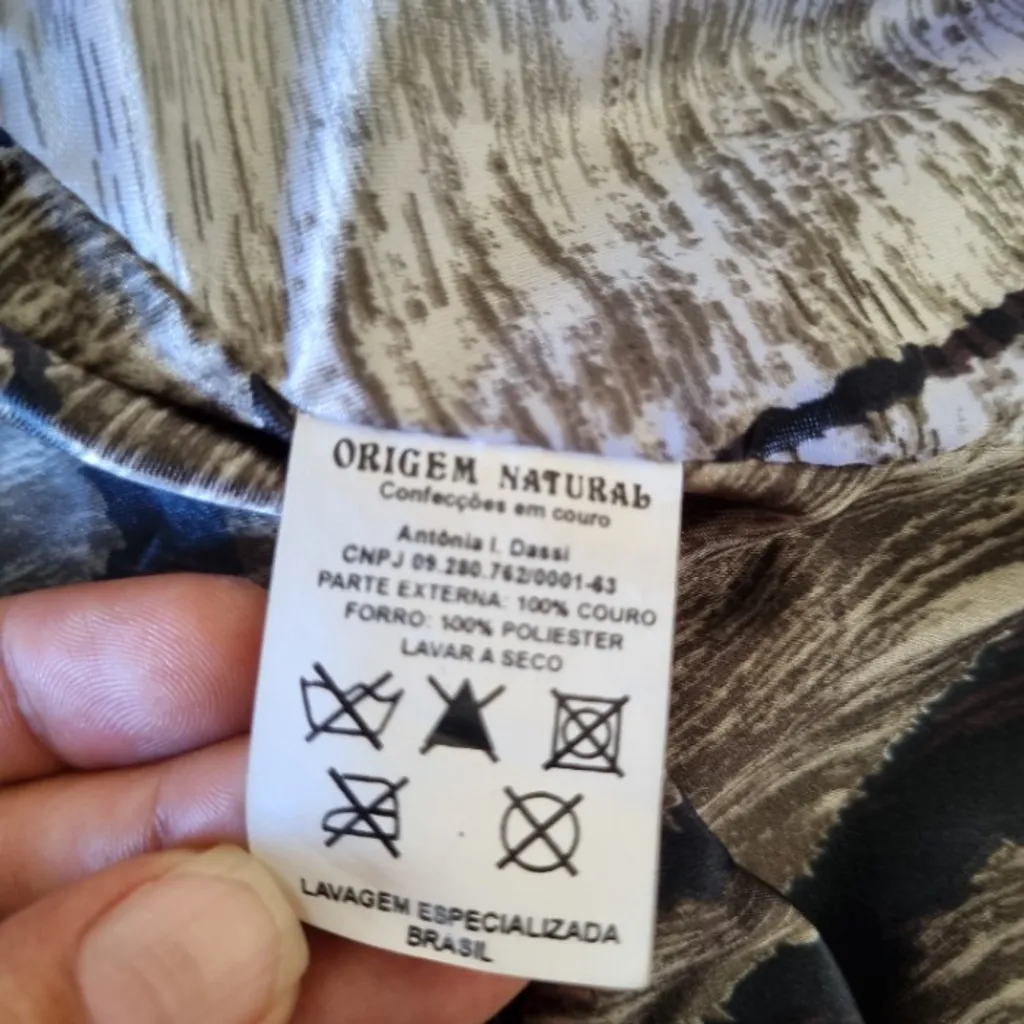 ORIGEM NATURAL
Confecções em couro
Antônia I. Dassi
CNPJ 09.280.762/0001-63
PARTE EXTERNA: 100% COURO
FORRO: 100% POLIESTER
LAVAR A SECO
LAVAGEM ESPECIALIZADA
BRASIL